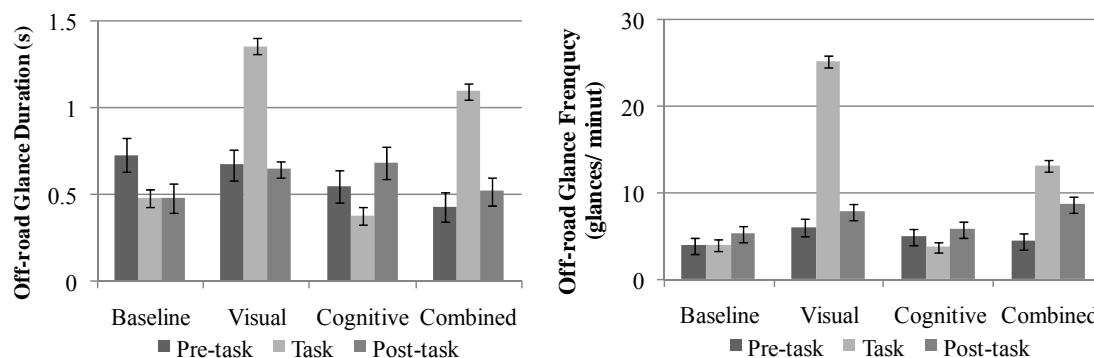 Off-road Glance Duration (s)
1.5
1
0.5
0
Baseline Visual Cognitive Combined
Pre-task Task Post-task
Off-road Glance Frenqucy
(glances/ minut
30
20
10
0
Baseline Visual Cognitive Combined
Pre-task Task Post-task